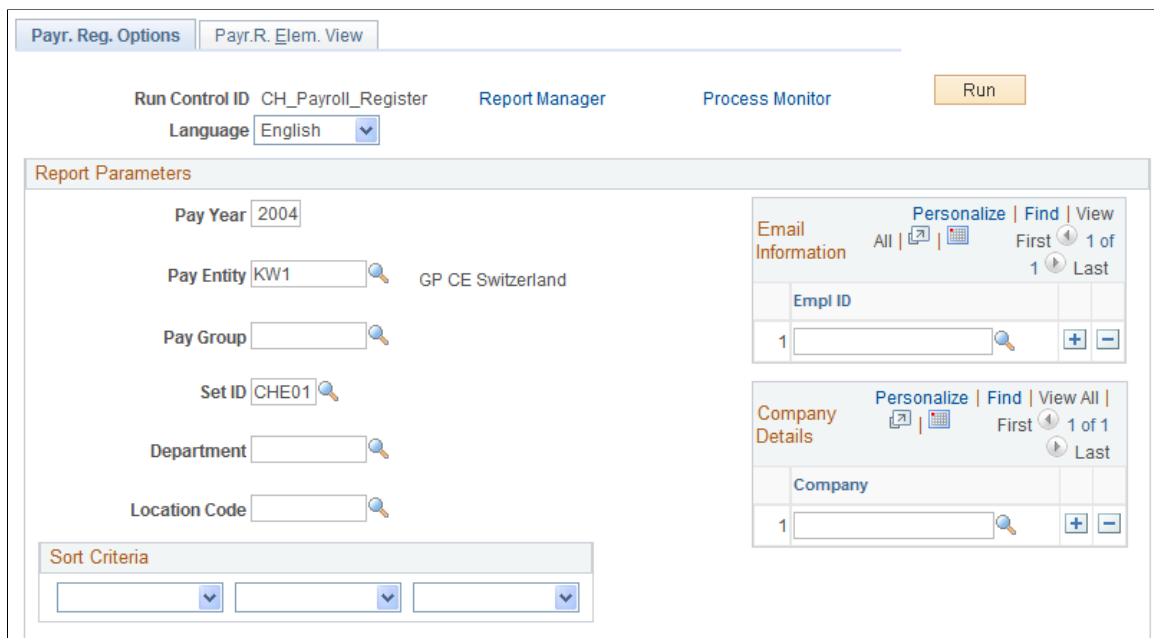 Payr. Reg. Options
Payr.R. Elem. View
Run Control ID CH_Payroll_Register Report Manager Process Monitor Run
Language English
Report Parameters
Pay Year 2004
Pay Entity KW1 GP CE Switzerland
Pay Group
Set ID CHE01
Department
Location Code
Sort Criteria
Email Information
Personalize | Find | View
All | | First 1 of
1 Last
Empl ID
1
Company Details
Personalize | Find | View All |
| First 1 of 1
Last
Company
1